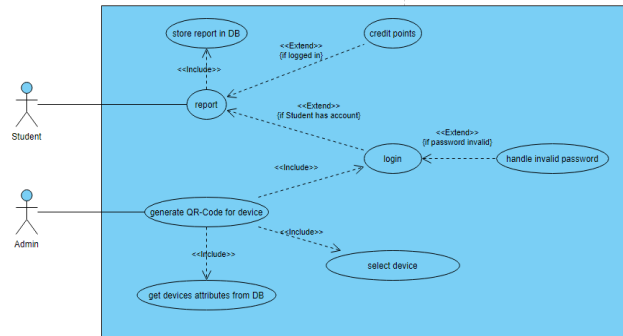 store report in DB
credit points
<<Extend>>
{if logged in}
<<Include>>
report
Student
<<Extend>>
{if Student has account}
<<Extend>>
{if password invalid}
login
handle invalid password
<<Include>>
generate QR-Code for device
Admin
<<Include>>
<<Include>>
select device
get devices attributes from DB